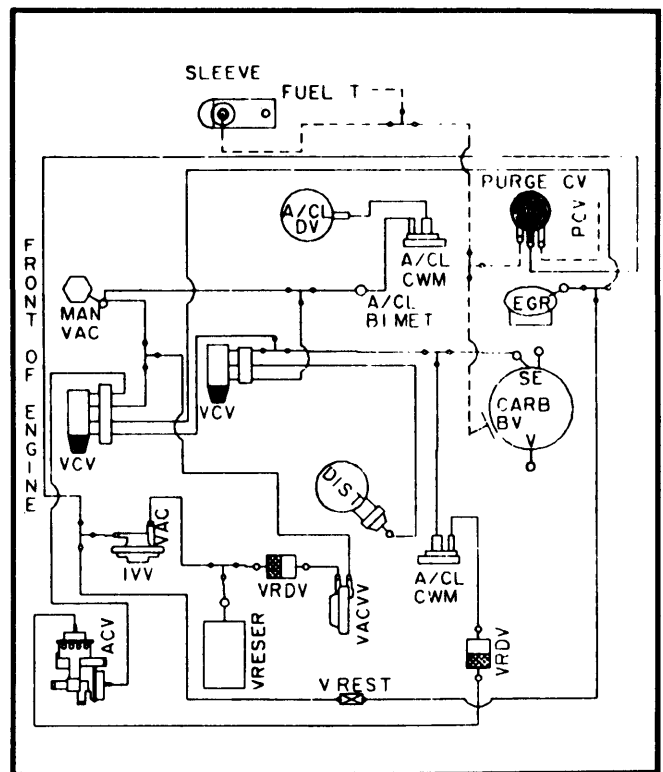 SLEEVE
FUEL T
PURGE CV
PCV
A/CL
DV
A/CL
CWM
A/CL
BIMET
EGR
FRONT OF ENGINE
MAN
VAC
VCV
VCV
SE
CARB
BV
V
DIST
VAC
IVV
VRDV
VACVV
A/CL
CWM
VRESER
ACV
VRDV
V REST